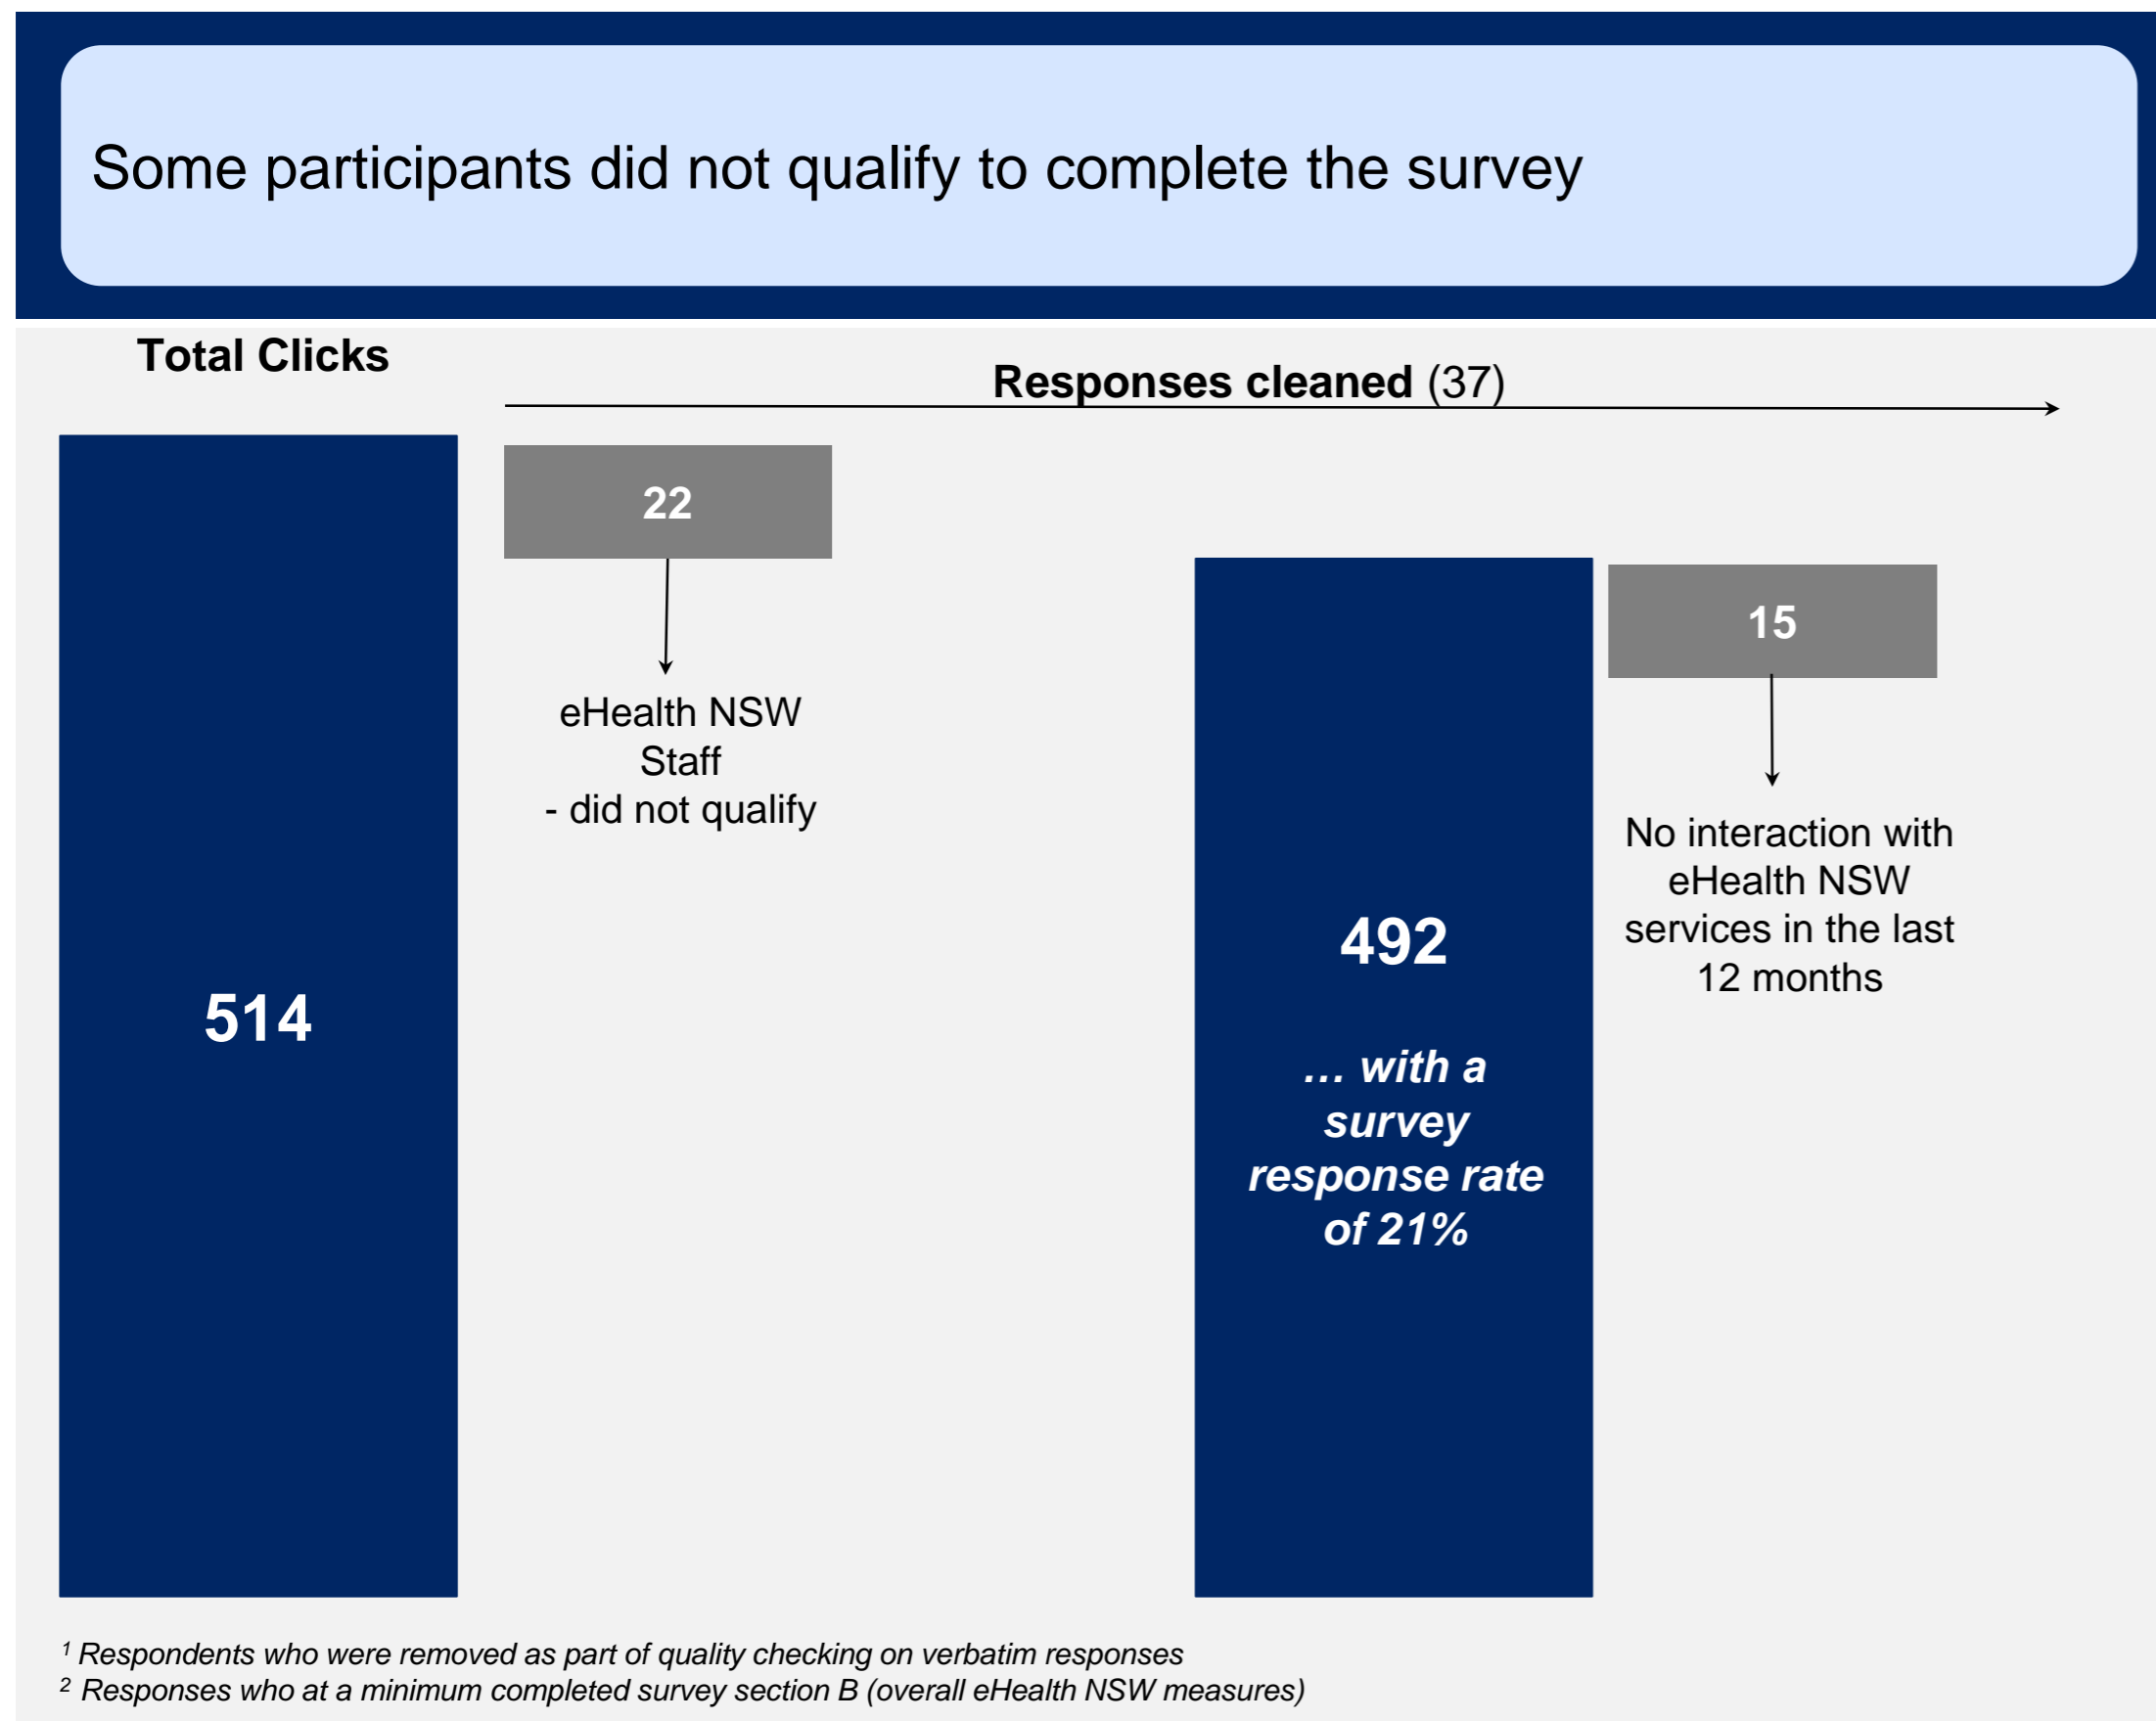 Some participants did not qualify to complete the survey
Total Clicks
Responses cleaned (37)
22
eHealth NSW
Staff
- did not qualify
514
492
… with a
survey
response rate
of 21%
15
No interaction with
eHealth NSW
services in the last
12 months
1 Respondents who were removed as part of quality checking on verbatim responses
2 Responses who at a minimum completed survey section B (overall eHealth NSW measures)